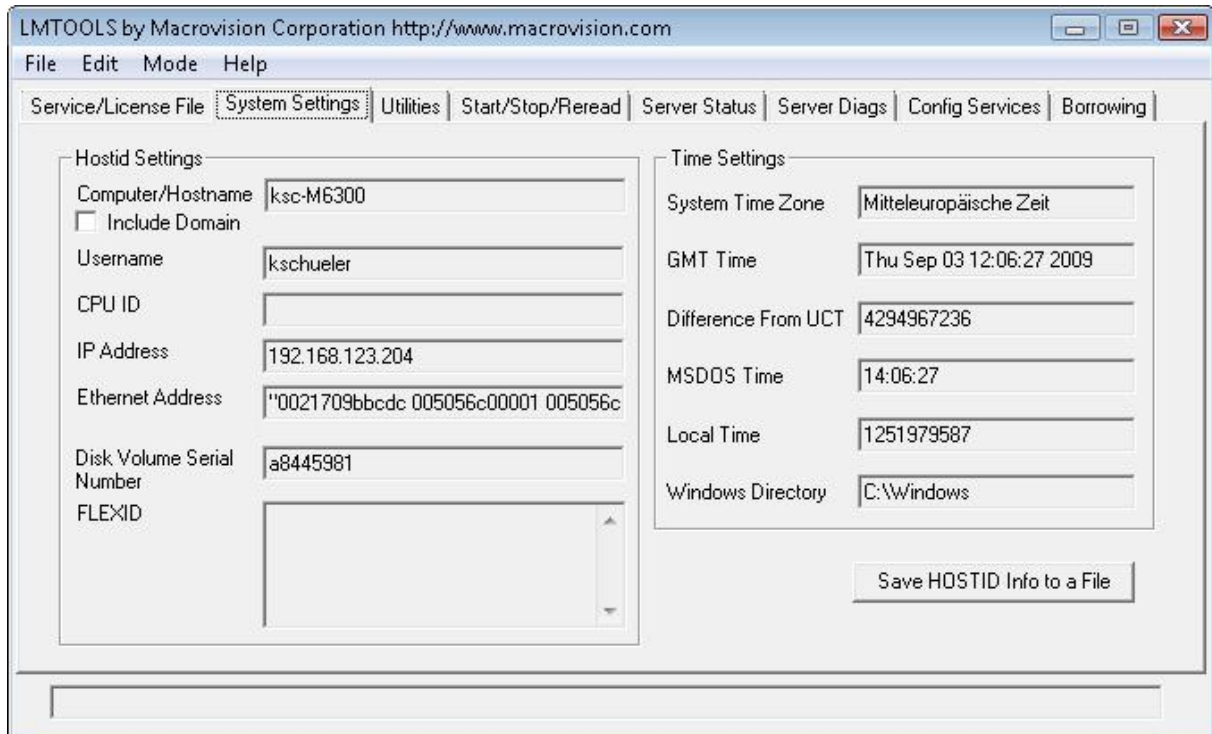 LMTOOLS by Macrovision Corporation http://www.macrovision.com
File Edit Mode Help
Service/License File System Settings Utilities Start/Stop/Reread Server Status Server Diags Config Services Borrowing
Hostid Settings
Computer/Hostname ksc-M6300
Include Domain
Username kschueler
CPU ID
IP Address 192.168.123.204
Ethernet Address "0021709bbcdc 005056c00001 005056c
Disk Volume Serial
Number a8445981
FLEXID
Time Settings
System Time Zone Mitteleuropäische Zeit
GMT Time Thu Sep 03 12:06:27 2009
Difference From UCT 4294967236
MSDOS Time 14:06:27
Local Time 1251979587
Windows Directory C:\Windows
Save HOSTID Info to a File